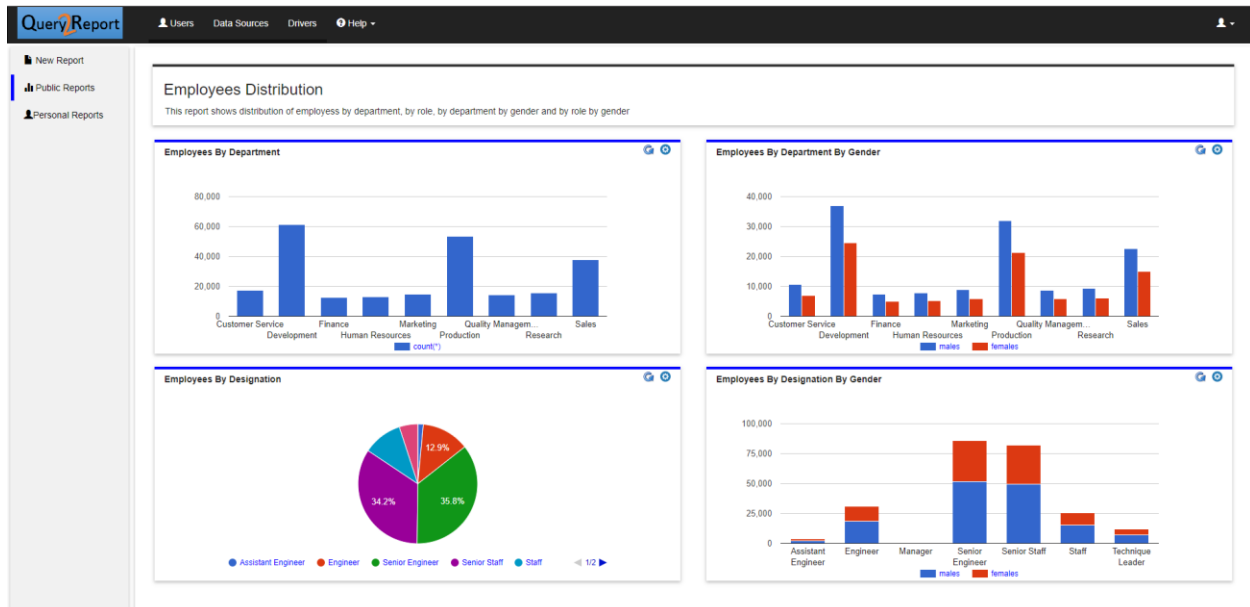 Query2Report
Users Data Sources Drivers Help
New Report
Public Reports
Personal Reports
Employees Distribution
This report shows distribution of employess by department, by role, by department by gender and by role by gender
Employees By Department
80,000
60,000
40,000
20,000
0
Customer Service Finance Marketing Quality Managem... Sales
Development Human Resources Production Research
count(*)
Employees By Department By Gender
40,000
30,000
20,000
10,000
0
Customer Service Finance Marketing Quality Managem... Sales
Development Human Resources Production Research
males females
Employees By Designation
12.9%
34.2% 35.8%
Assistant Engineer Engineer Senior Engineer Senior Staff Staff 1/2
Employees By Designation By Gender
100,000
75,000
50,000
25,000
0
Assistant Engineer Manager Senior Senior Staff Staff Technique
Engineer Engineer Leader
males females